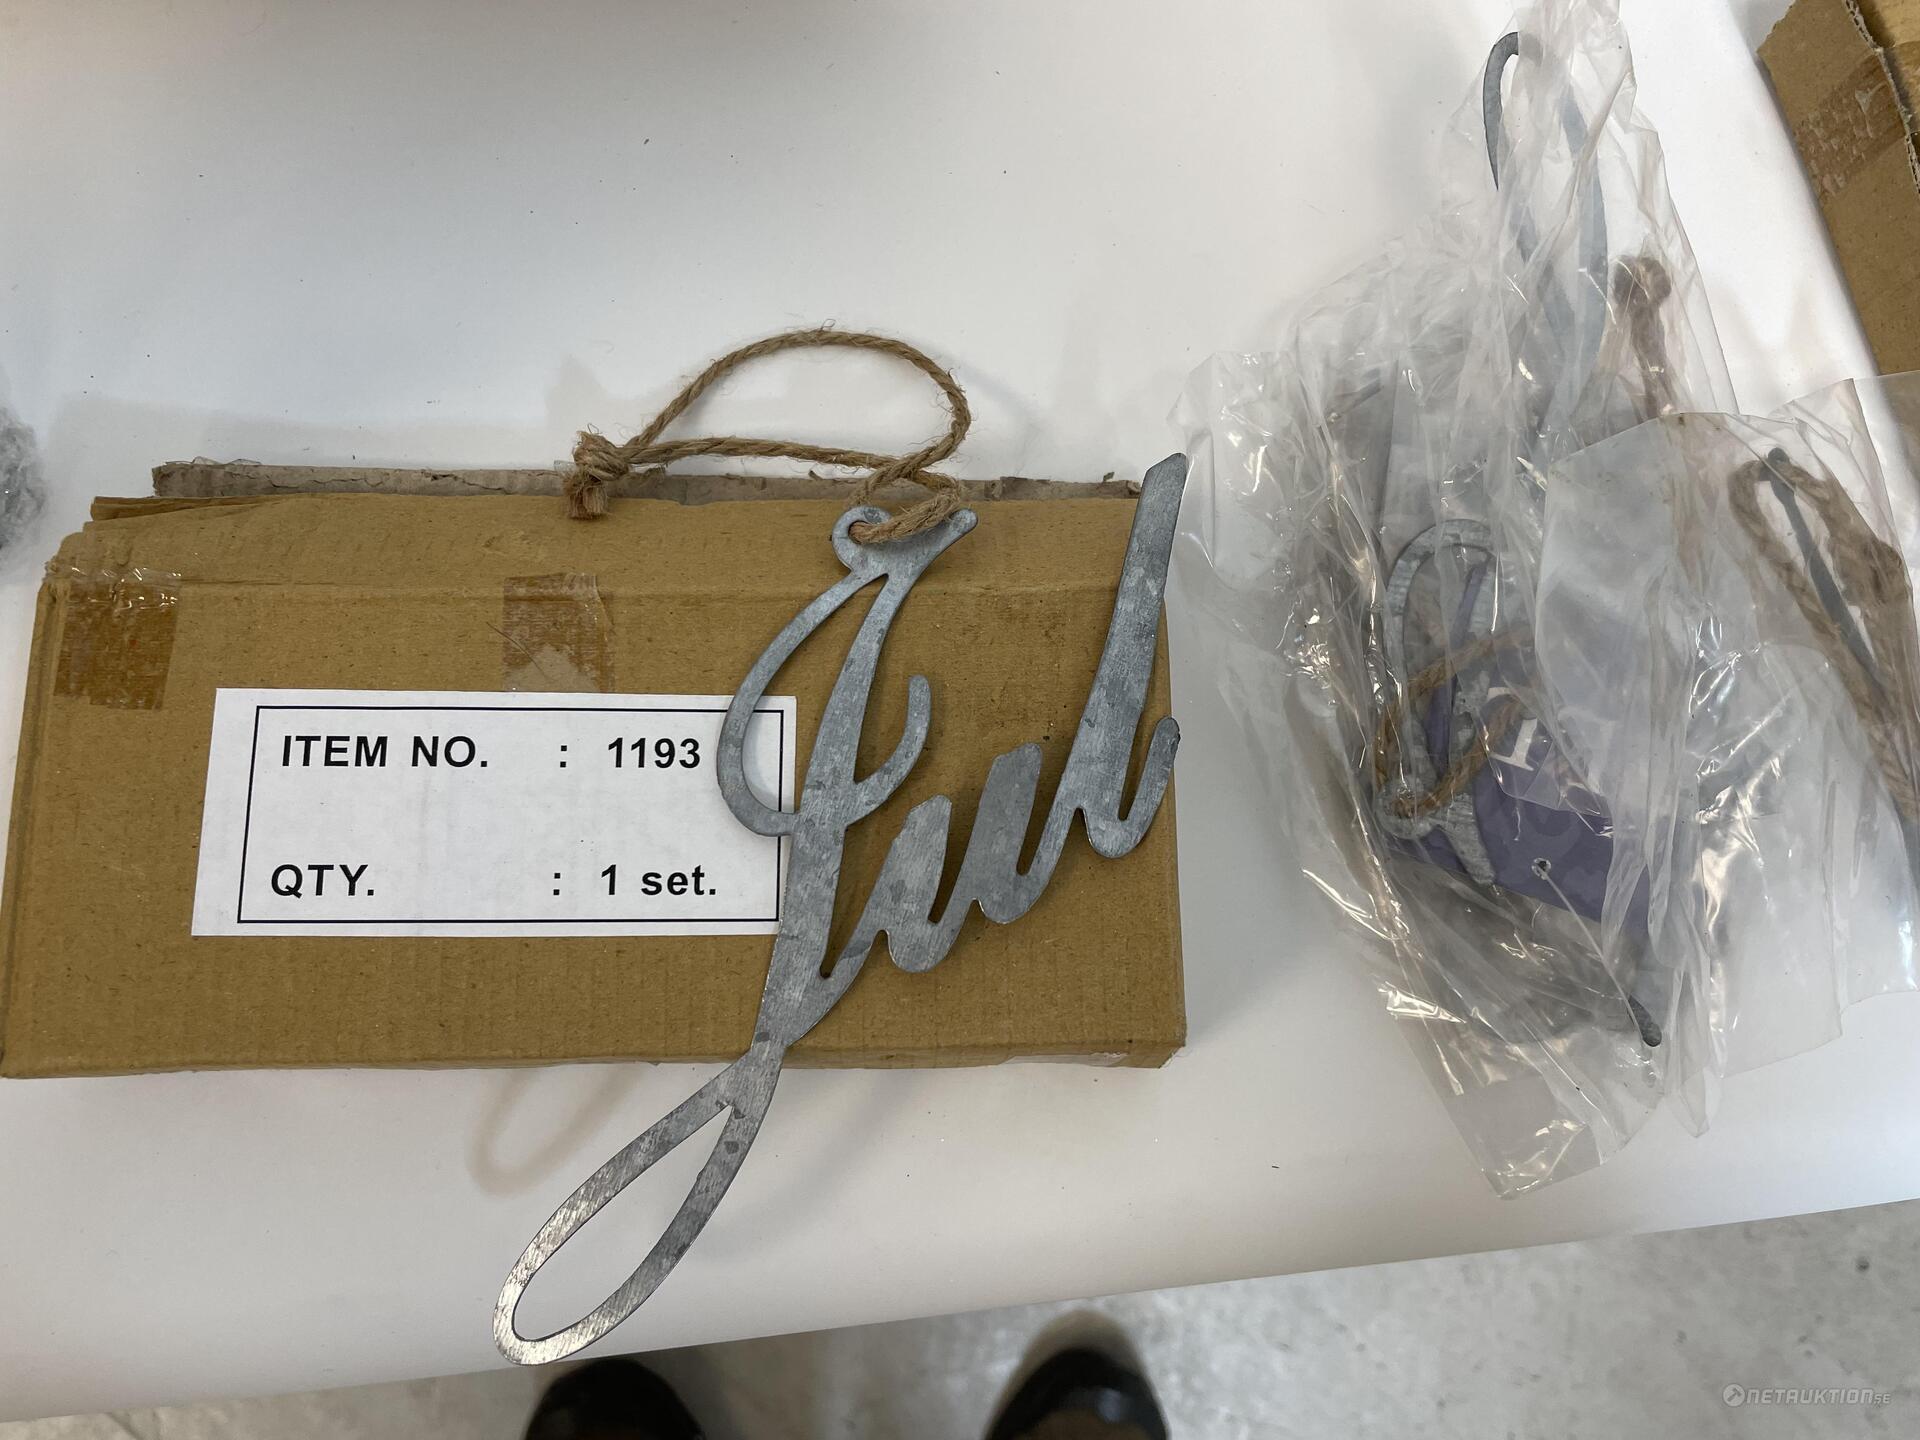 ITEM NO. : 1193
QTY. : 1 set.
Jul
NETAUKTION.SE